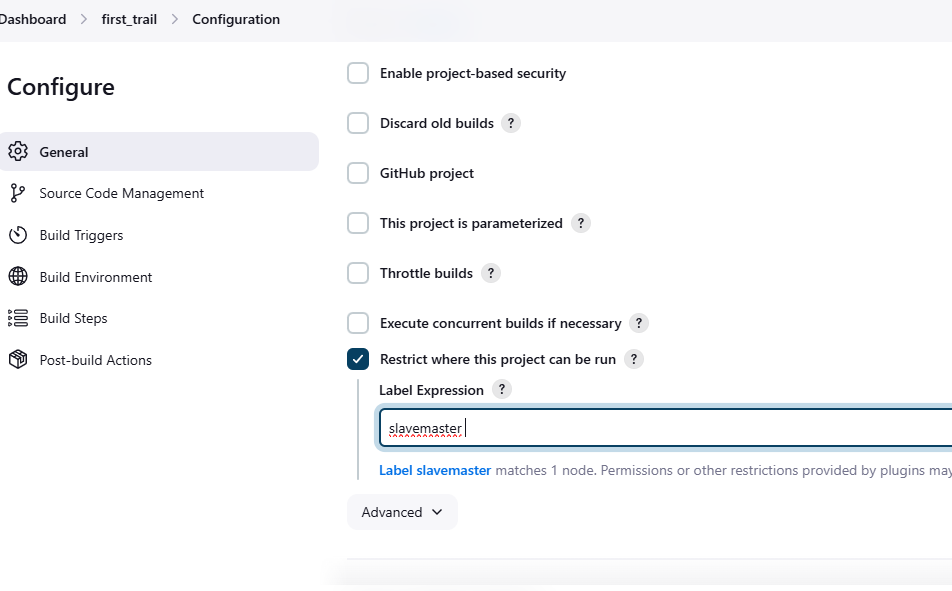 Dashboard > first_trail > Configuration
Configure
General
Source Code Management
Build Triggers
Build Environment
Build Steps
Post-build Actions
Enable project-based security
Discard old builds ?
GitHub project
This project is parameterized ?
Throttle builds ?
Execute concurrent builds if necessary ?
Restrict where this project can be run ?
Label Expression ?
slavemaster
Label slavemaster matches 1 node. Permissions or other restrictions provided by plugins may
Advanced